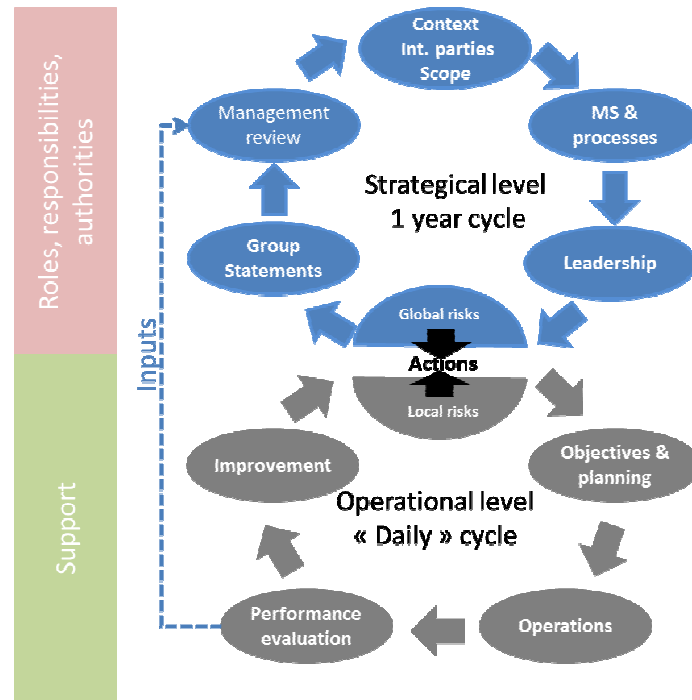 Roles, responsibilities,
authorities
Support
Inputs
Context
Int. parties
Scope
Management
review
MS &
processes
Strategical level
1 year cycle
Group
Statements
Leadership
Global risks
Actions
Local risks
Improvement
Objectives &
planning
Operational level
« Daily » cycle
Performance
evaluation
Operations